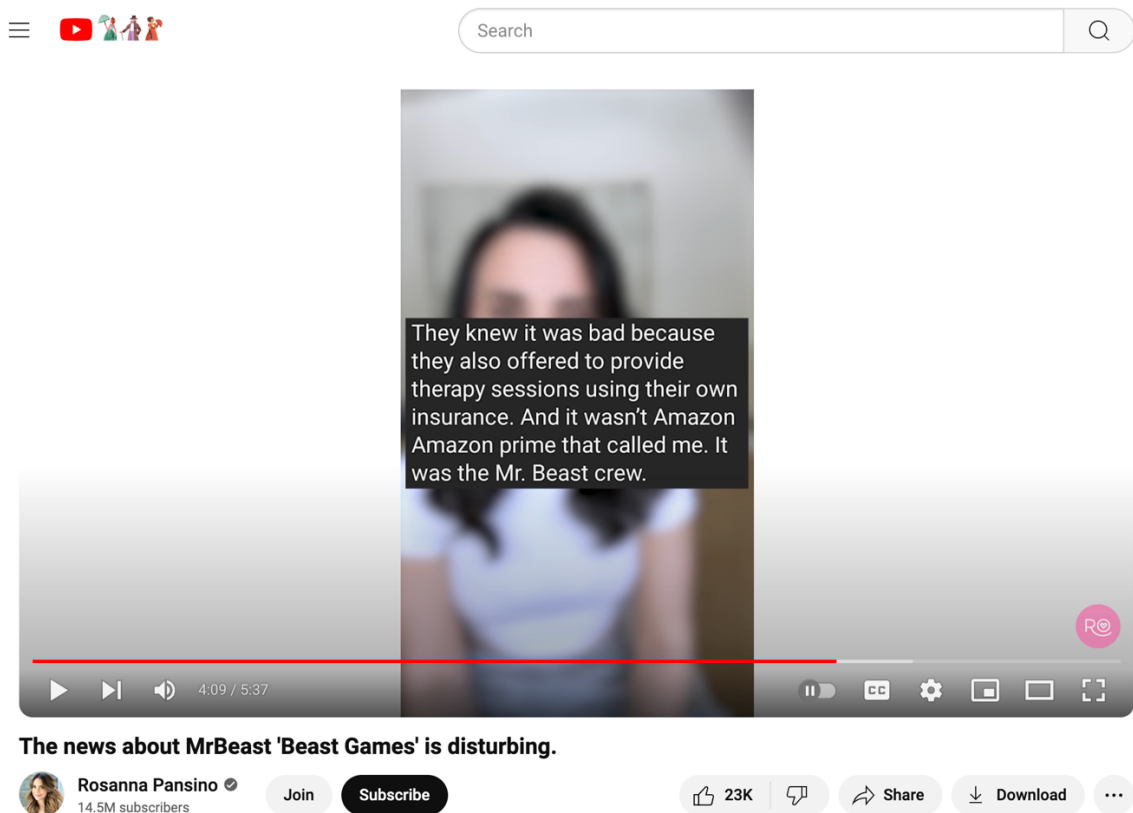 Search
They knew it was bad because
they also offered to provide
therapy sessions using their own
insurance. And it wasn’t Amazon
Amazon prime that called me. It
was the Mr. Beast crew.
R
4:09 / 5:37
CC
The news about MrBeast 'Beast Games' is disturbing.
Rosanna Pansino
14.5M subscribers
Join
Subscribe
23K
Share
Download